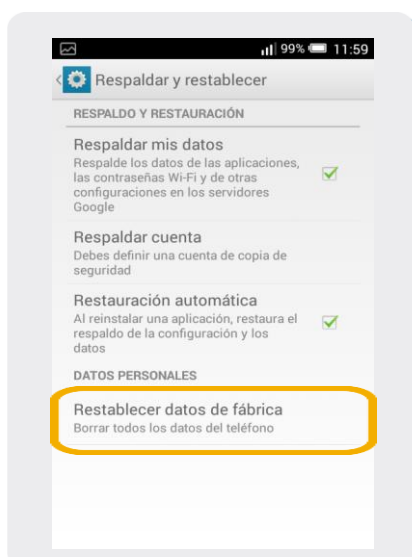 99% 11:59
Respaldar y restablecer
RESPALDO Y RESTAURACIÓN
Respaldar mis datos
Respalde los datos de las aplicaciones,
las contraseñas Wi-Fi y de otras
configuraciones en los servidores
Google
Respaldar cuenta
Debes definir una cuenta de copia de
seguridad
Restauración automática
Al reinstalar una aplicación, restaura el
respaldo de la configuración y los
datos
DATOS PERSONALES
Restablecer datos de fábrica
Borrar todos los datos del teléfono